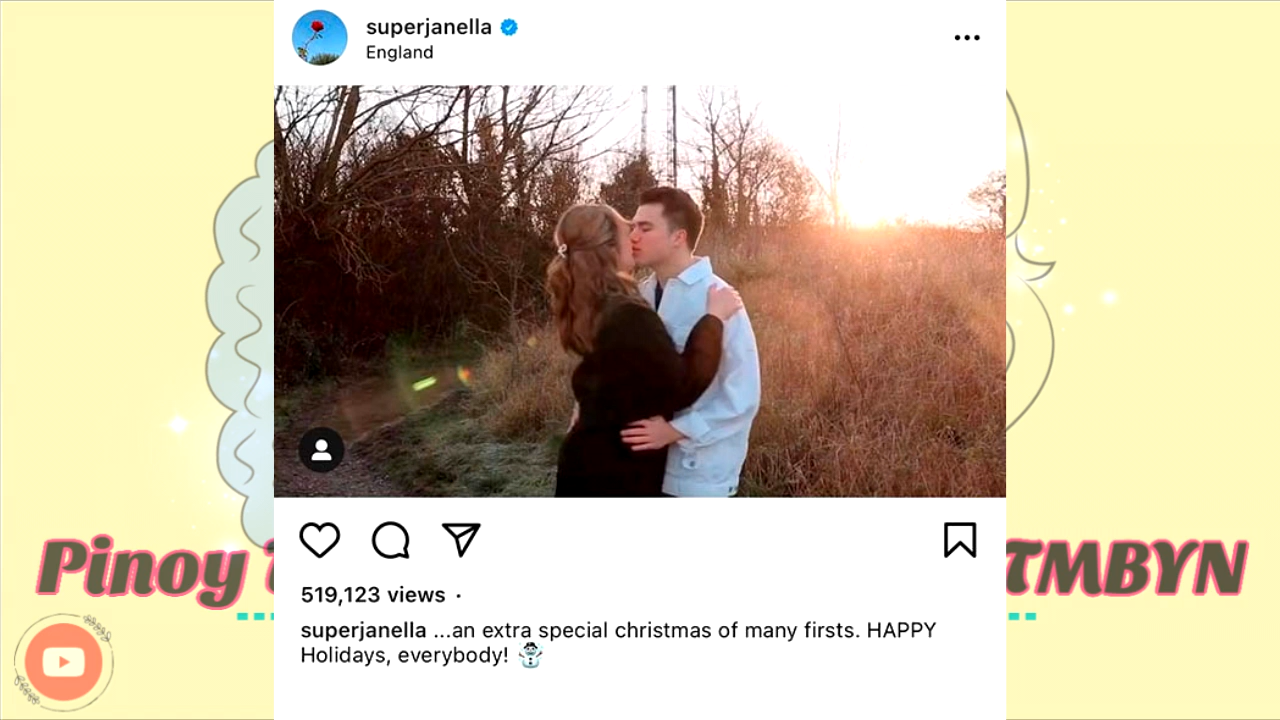 superjanella
England
519,123 views ·
superjanella ...an extra special christmas of many firsts. HAPPY
Holidays, everybody! ⛄
Pinoy
TMBYN